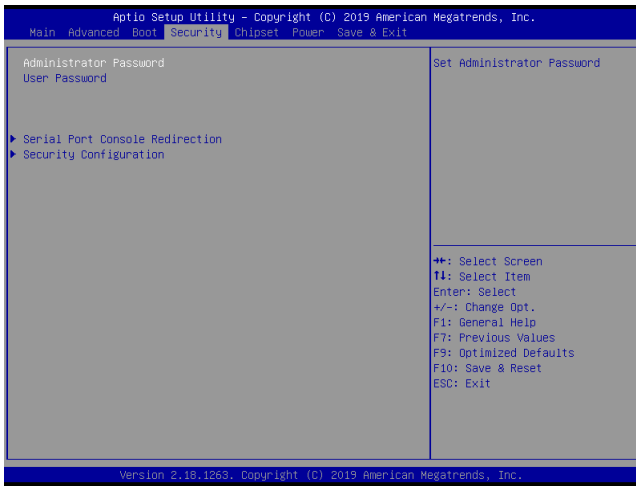 Aptio Setup Utility – Copyright (C) 2019 American Megatrends, Inc.
Main Advanced Boot Security Chipset Power Save & Exit
Administrator Password
User Password
Serial Port Console Redirection
Security Configuration
Set Administrator Password
→←: Select Screen
↑↓: Select Item
Enter: Select
+/-: Change Opt.
F1: General Help
F7: Previous Values
F9: Optimized Defaults
F10: Save & Reset
ESC: Exit
Version 2.18.1263. Copyright (C) 2019 American Megatrends, Inc.